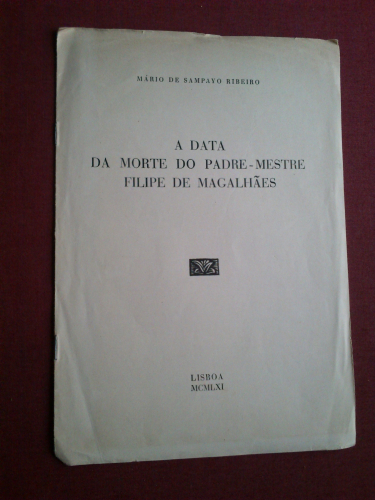 MÁRIO DE SAMPAYO RIBEIRO
A DATA
DA MORTE DO PADRE-MESTRE
FILIPE DE MAGALHÃES
LISBOA
MCMLXI